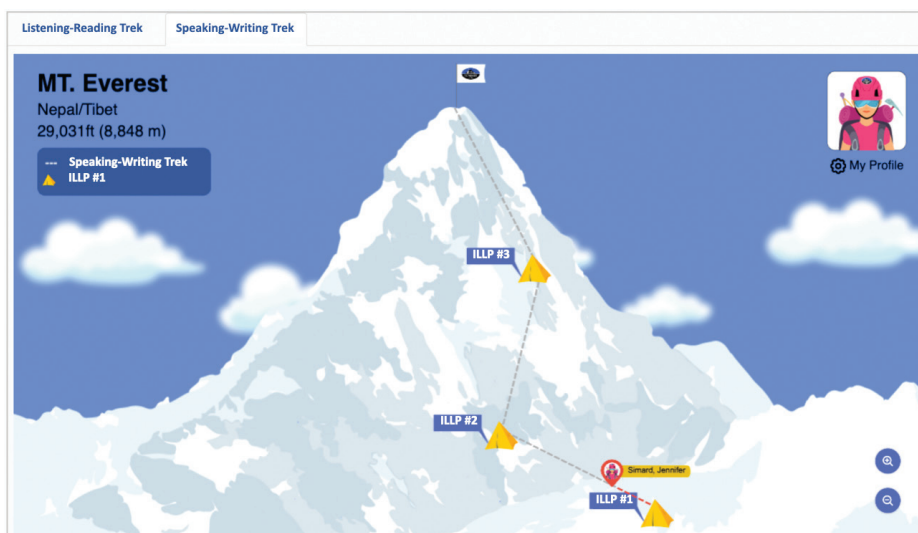 Listening-Reading Trek
Speaking-Writing Trek
MT. Everest
Nepal/Tibet
29,031ft (8,848 m)
Speaking-Writing Trek
ILLP #1
My Profile
ILLP #3
ILLP #2
Simard, Jennifer
ILLP #1